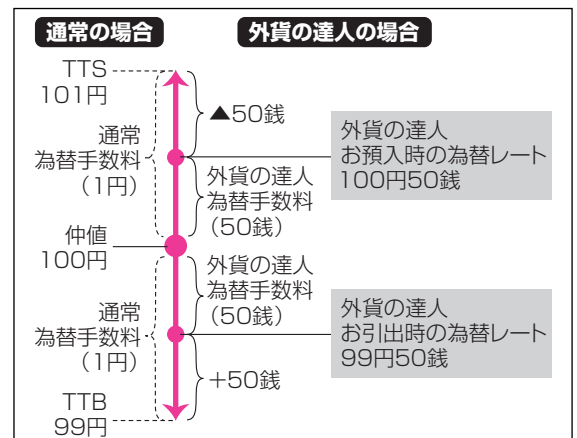 通常の場合
外貨の達人の場合
TTS
101円
▲50銭
通常
為替手数料
（1円）
外貨の達人
お預入時の為替レート
100円50銭
外貨の達人
為替手数料
（50銭）
仲値
100円
外貨の達人
為替手数料
（50銭）
通常
為替手数料
（1円）
外貨の達人
お引出時の為替レート
99円50銭
+50銭
TTB
99円